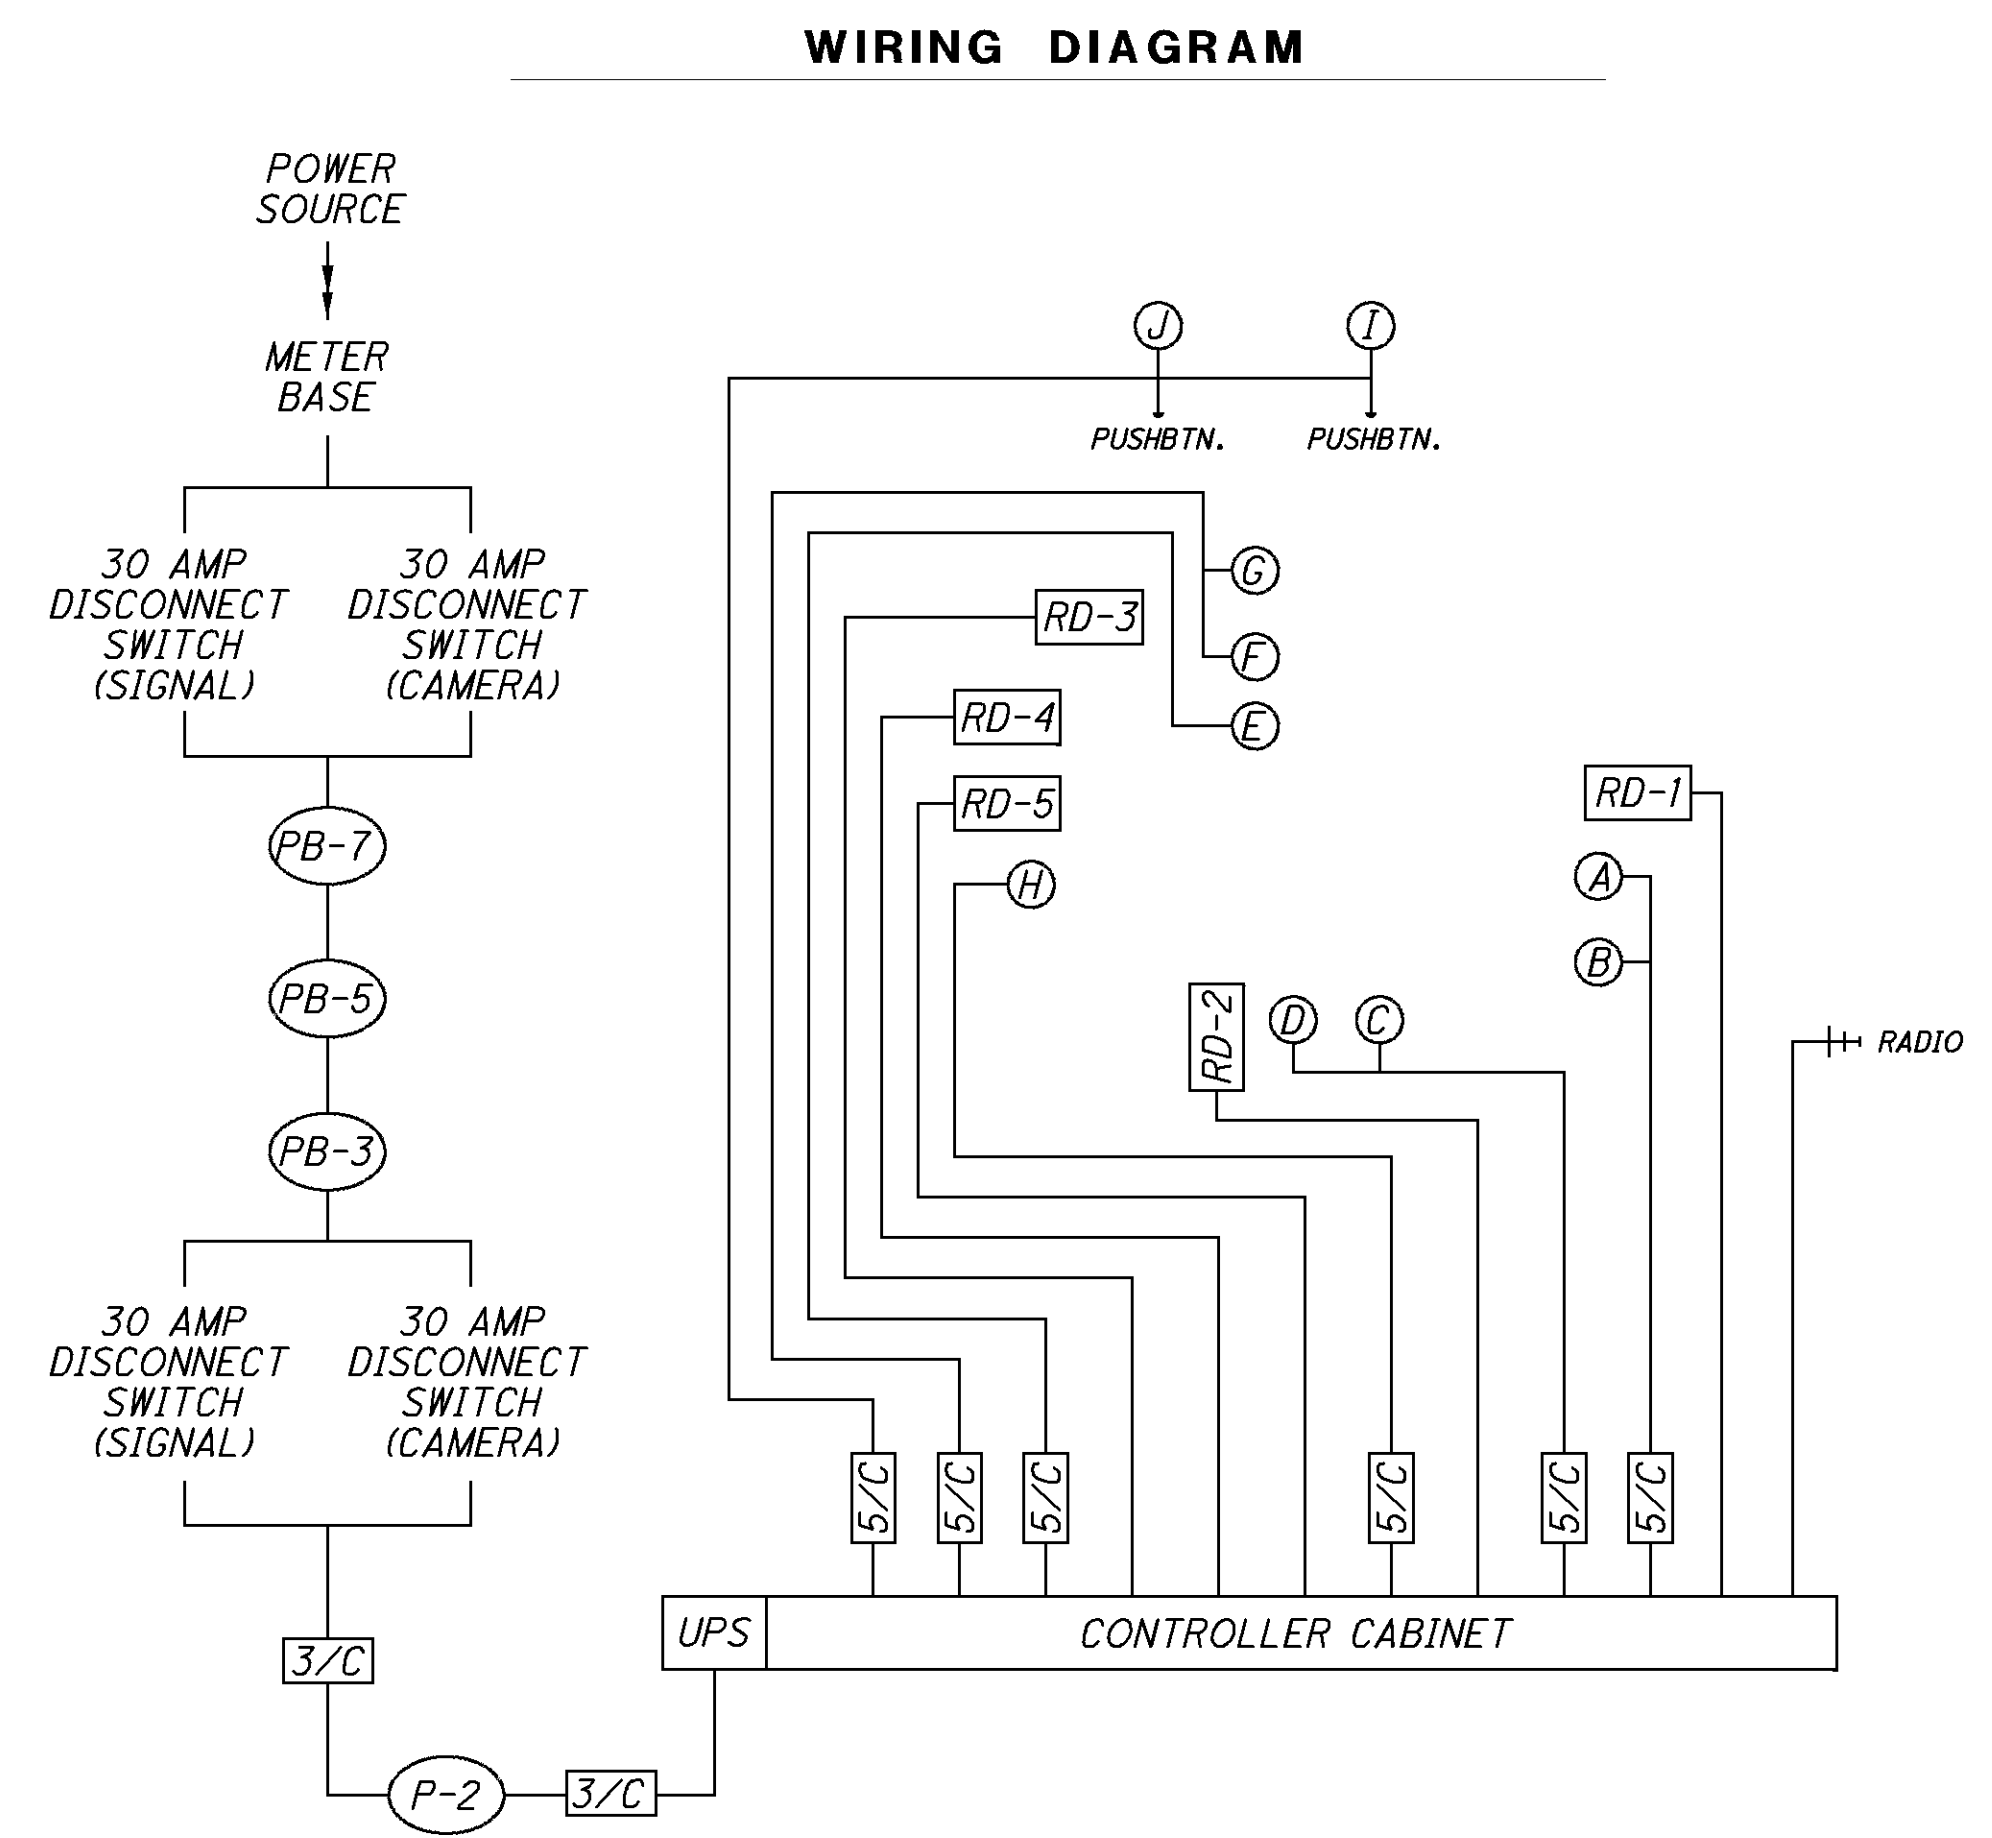 WIRING DIAGRAM
POWER
SOURCE
METER
BASE
30 AMP
DISCONNECT
SWITCH
(SIGNAL)
30 AMP
DISCONNECT
SWITCH
(CAMERA)
PB-7
PB-5
PB-3
30 AMP
DISCONNECT
SWITCH
(SIGNAL)
30 AMP
DISCONNECT
SWITCH
(CAMERA)
3/C
P-2
3/C
J
I
PUSHBTN.
PUSHBTN.
G
RD-3
F
RD-4
E
RD-5
RD-1
H
A
B
RD-2
D
C
RADIO
5/C
5/C
5/C
5/C
5/C
5/C
UPS
CONTROLLER CABINET